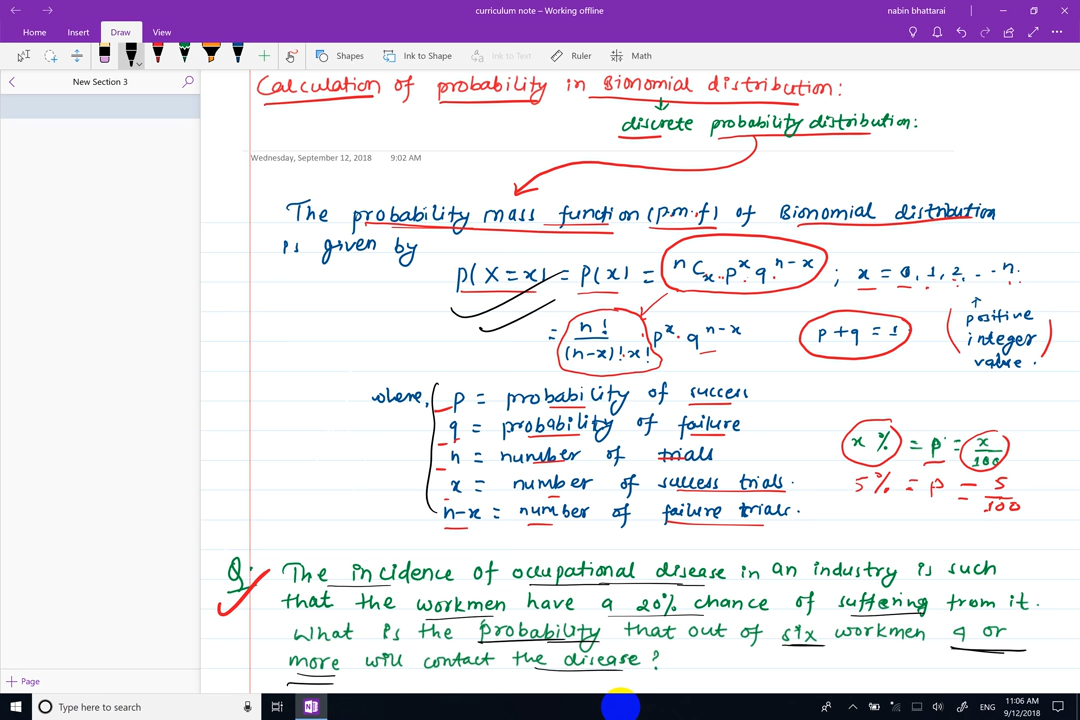 curriculum note – Working offline
nabin bhattarai
Home Insert Draw View
Shapes Ink to Shape Ink to Text Ruler Math
New Section 3
Calculation of probability in Bionomial distribution:
discrete probability distribution:
Wednesday, September 12, 2018 9:02 AM
The probability mass function (p.m.f) of Bionomial distribution
is given by
p(X=x) = p(x) = ⁿCₓ·pˣ·qⁿ⁻ˣ ; x = 0, 1, 2, ... n.
= n!/((n-x)!·x!) · pˣ·qⁿ⁻ˣ p+q = 1 (positive integer value.)
where, p = probability of success
q = probability of failure
n = number of trials
x = number of success trials.
n-x = number of failure trials.
x% = p = x/100
5% = p = 5/100
Q: The incidence of ocupational disease in an industry is such
that the workmen have a 20% chance of suffering from it.
What is the probability that out of six workmen 4 or
more will contact the disease?
Page
Type here to search
ENG
11:06 AM
9/12/2018